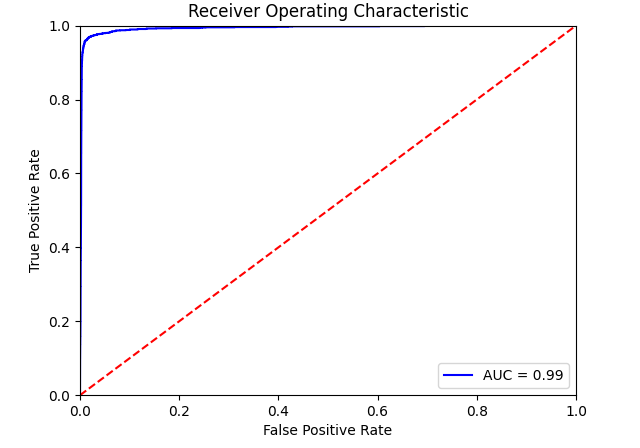 Receiver Operating Characteristic
1.0
0.8
0.6
0.4
0.2
0.0
True Positive Rate
AUC = 0.99
0.0 0.2 0.4 0.6 0.8 1.0
False Positive Rate